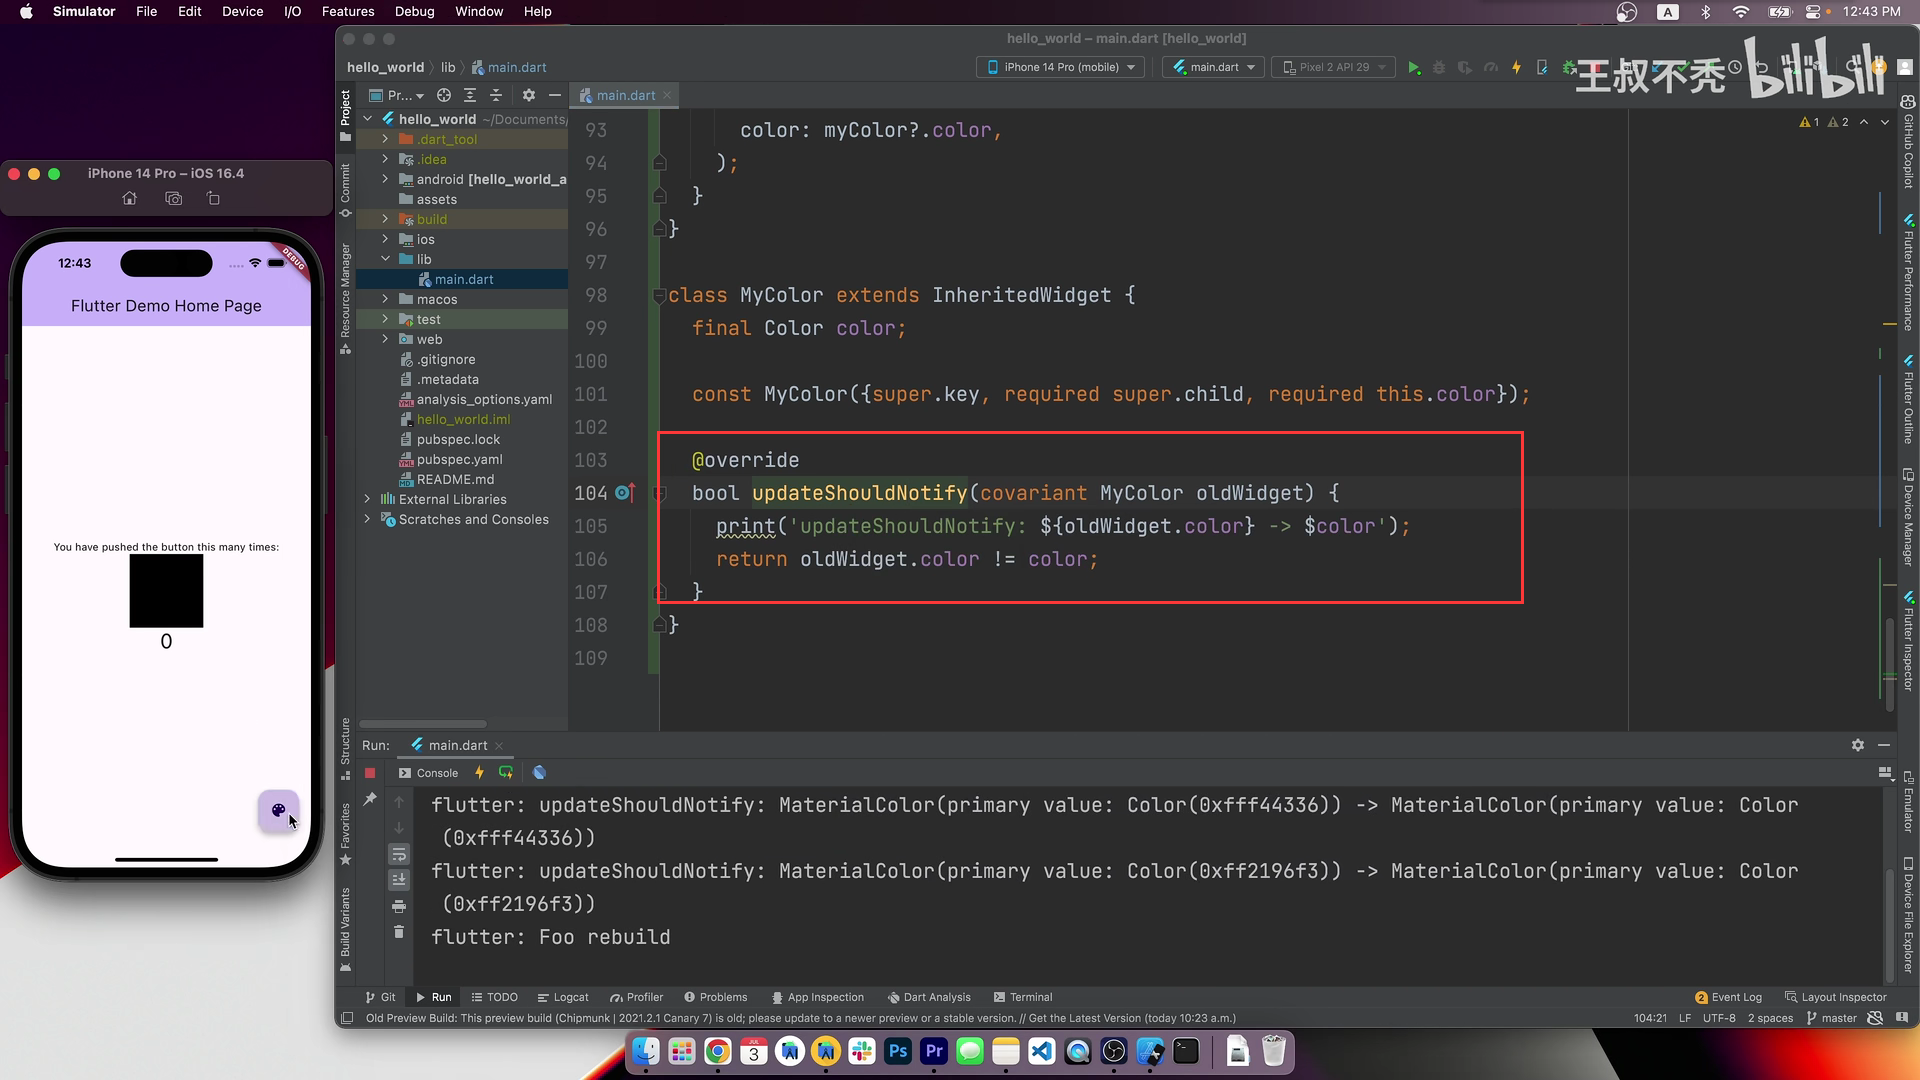 Simulator File Edit Device I/O Features Debug Window Help
A 12:43 PM
hello_world – main.dart [hello_world]
hello_world 〉 lib 〉 main.dart
iPhone 14 Pro (mobile) main.dart Pixel 2 API 29
王叔不秃 bilibili
Pr...
main.dart
Project
Commit
Resource Manager
Structure
Favorites
Build Variants
hello_world ~/Documents/
.dart_tool
.idea
android [hello_world_a
assets
build
ios
lib
main.dart
macos
test
web
.gitignore
.metadata
analysis_options.yaml
hello_world.iml
pubspec.lock
pubspec.yaml
README.md
External Libraries
Scratches and Consoles
1 2
93 color: myColor?.color,
94 );
95 }
96 }
97
98 class MyColor extends InheritedWidget {
99 final Color color;
100
101 const MyColor({super.key, required super.child, required this.color});
102
103 @override
104 bool updateShouldNotify(covariant MyColor oldWidget) {
105 print('updateShouldNotify: ${oldWidget.color} -> $color');
106 return oldWidget.color != color;
107 }
108 }
109
GitHub Copilot
Flutter Performance
Flutter Outline
Device Manager
Flutter Inspector
Emulator
Device File Explorer
iPhone 14 Pro – iOS 16.4
12:43
DEBUG
Flutter Demo Home Page
You have pushed the button this many times:
0
Run: main.dart
Console
flutter: updateShouldNotify: MaterialColor(primary value: Color(0xfff44336)) -> MaterialColor(primary value: Color
(0xfff44336))
flutter: updateShouldNotify: MaterialColor(primary value: Color(0xff2196f3)) -> MaterialColor(primary value: Color
(0xff2196f3))
flutter: Foo rebuild
Git Run TODO Logcat Profiler Problems App Inspection Dart Analysis Terminal 2 Event Log Layout Inspector
Old Preview Build: This preview build (Chipmunk | 2021.2.1 Canary 7) is old; please update to a newer preview or a stable version. // Get the Latest Version (today 10:23 a.m.) 104:21 LF UTF-8 2 spaces master
JUL
3
Ps
Pr